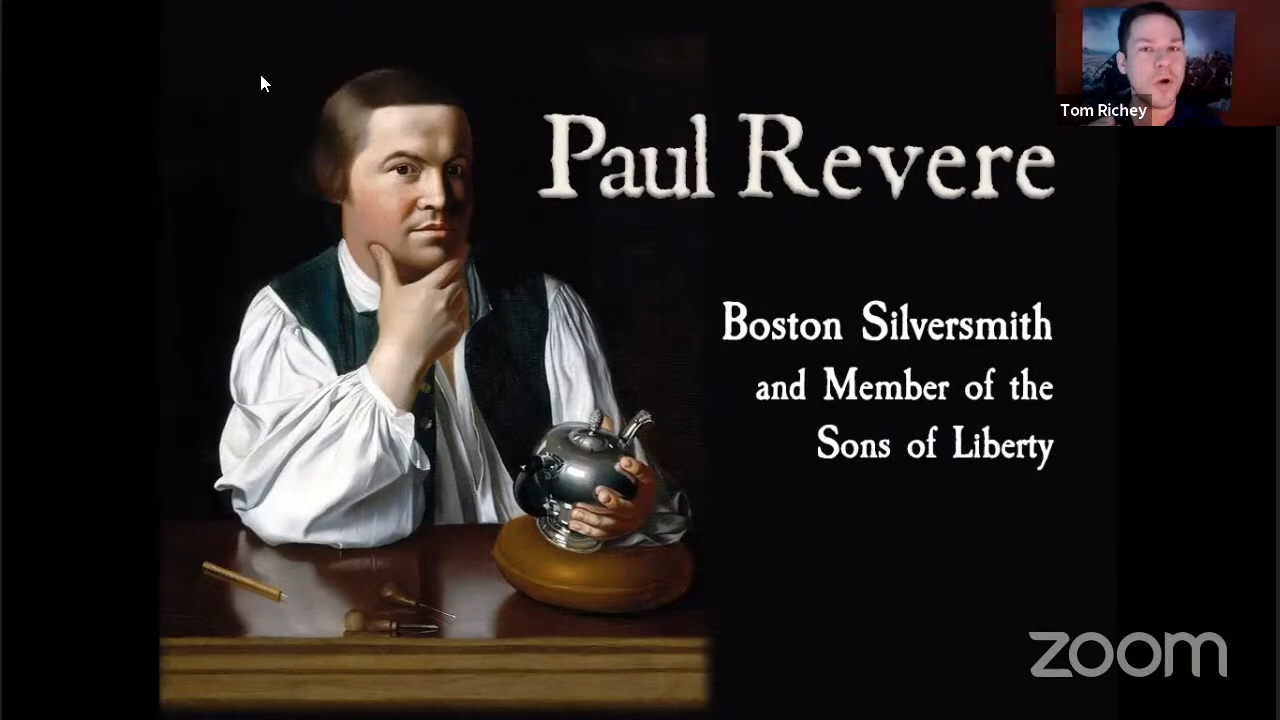 Tom Richey
Paul Revere
Boston Silversmith
and Member of the
Sons of Liberty
zoom